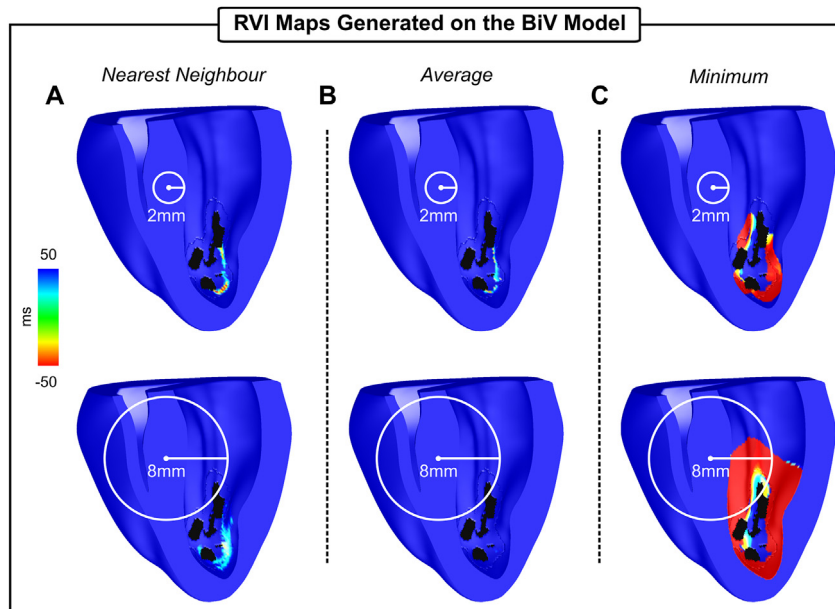 RVI Maps Generated on the BiV Model
Nearest Neighbour
Average
Minimum
A
B
C
2mm
2mm
2mm
50
ms
-50
8mm
8mm
8mm